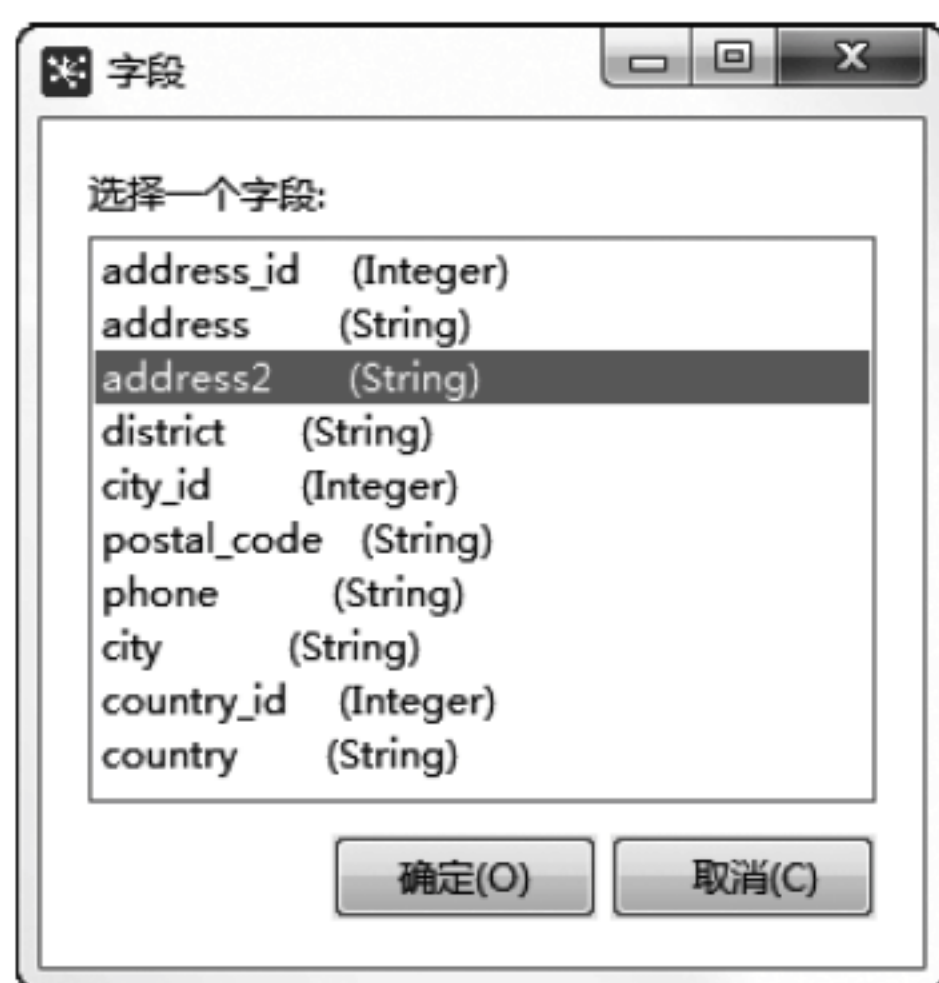 字段
选择一个字段:
address_id (Integer)
address (String)
address2 (String)
district (String)
city_id (Integer)
postal_code (String)
phone (String)
city (String)
country_id (Integer)
country (String)
确定(O) 取消(C)